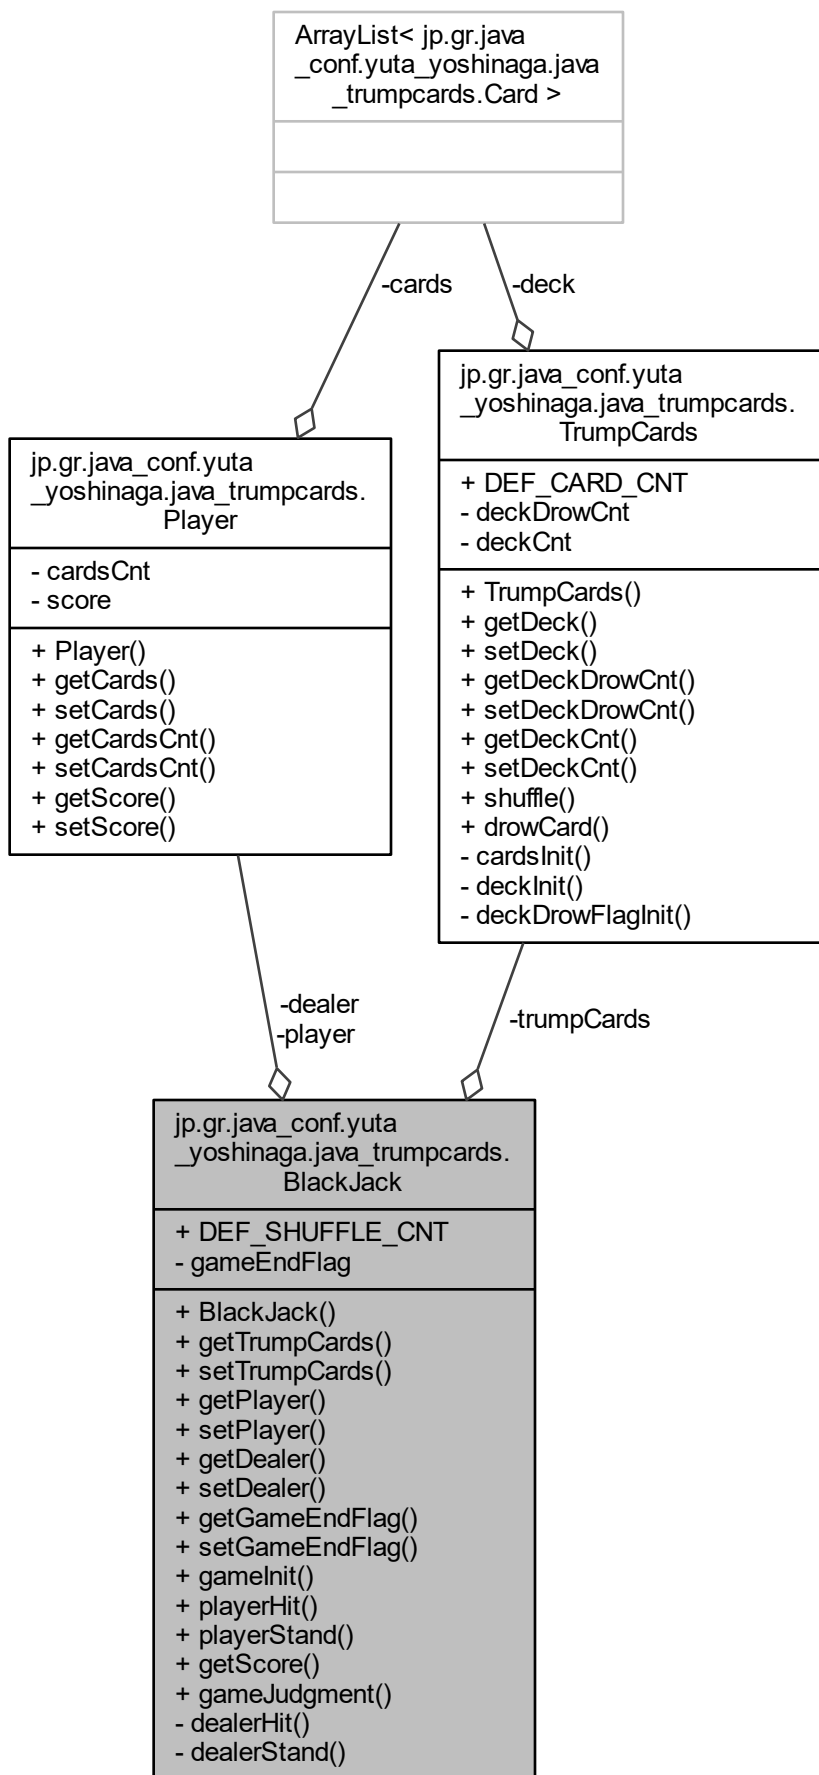 ArrayList< jp.gr.java
_conf.yuta_yoshinaga.java
_trumpcards.Card >
-cards
-deck
jp.gr.java_conf.yuta
_yoshinaga.java_trumpcards.
TrumpCards
+ DEF_CARD_CNT
- deckDrowCnt
- deckCnt
+ TrumpCards()
+ getDeck()
+ setDeck()
+ getDeckDrowCnt()
+ setDeckDrowCnt()
+ getDeckCnt()
+ setDeckCnt()
+ shuffle()
+ drowCard()
- cardsInit()
- deckInit()
- deckDrowFlagInit()
jp.gr.java_conf.yuta
_yoshinaga.java_trumpcards.
Player
- cardsCnt
- score
+ Player()
+ getCards()
+ setCards()
+ getCardsCnt()
+ setCardsCnt()
+ getScore()
+ setScore()
-dealer
-player
-trumpCards
jp.gr.java_conf.yuta
_yoshinaga.java_trumpcards.
BlackJack
+ DEF_SHUFFLE_CNT
- gameEndFlag
+ BlackJack()
+ getTrumpCards()
+ setTrumpCards()
+ getPlayer()
+ setPlayer()
+ getDealer()
+ setDealer()
+ getGameEndFlag()
+ setGameEndFlag()
+ gameInit()
+ playerHit()
+ playerStand()
+ getScore()
+ gameJudgment()
- dealerHit()
- dealerStand()